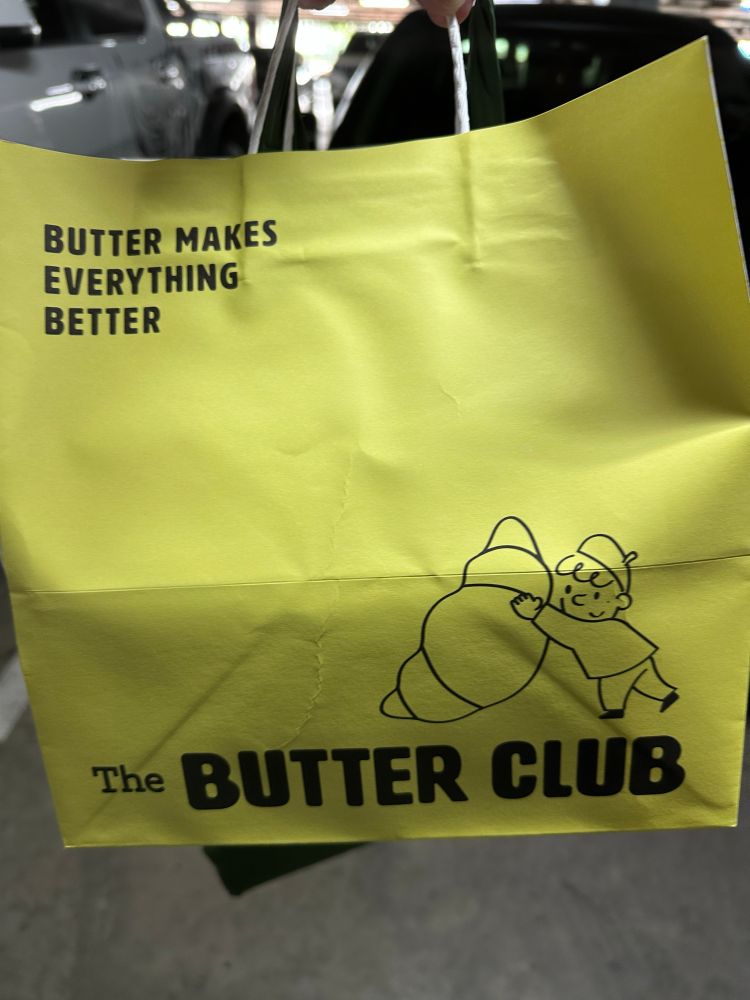 BUTTER MAKES
EVERYTHING
BETTER
The BUTTER CLUB